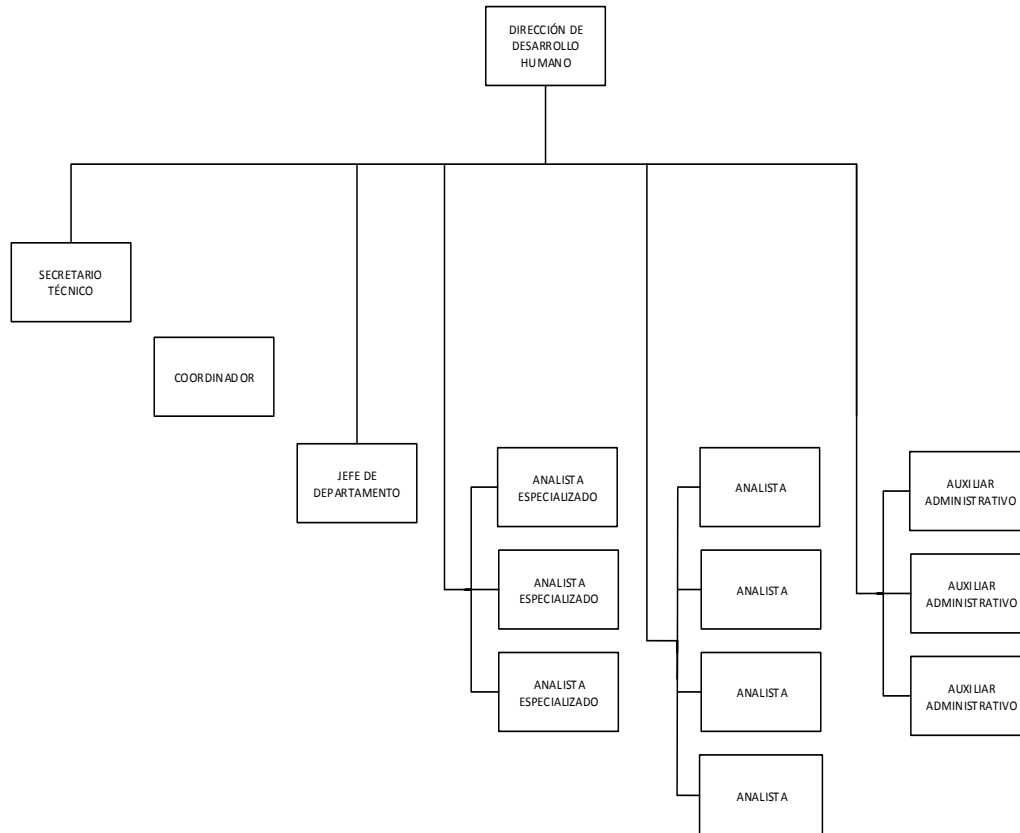 DIRECCIÓN DE
DESARROLLO
HUMANO
SECRETARIO
TÉCNICO
COORDINADOR
JEFE DE
DEPARTAMENTO
ANALISTA
ESPECIALIZADO
ANALISTA
ESPECIALIZADO
ANALISTA
ESPECIALIZADO
ANALISTA
ANALISTA
ANALISTA
ANALISTA
AUXILIAR
ADMINISTRATIVO
AUXILIAR
ADMINISTRATIVO
AUXILIAR
ADMINISTRATIVO